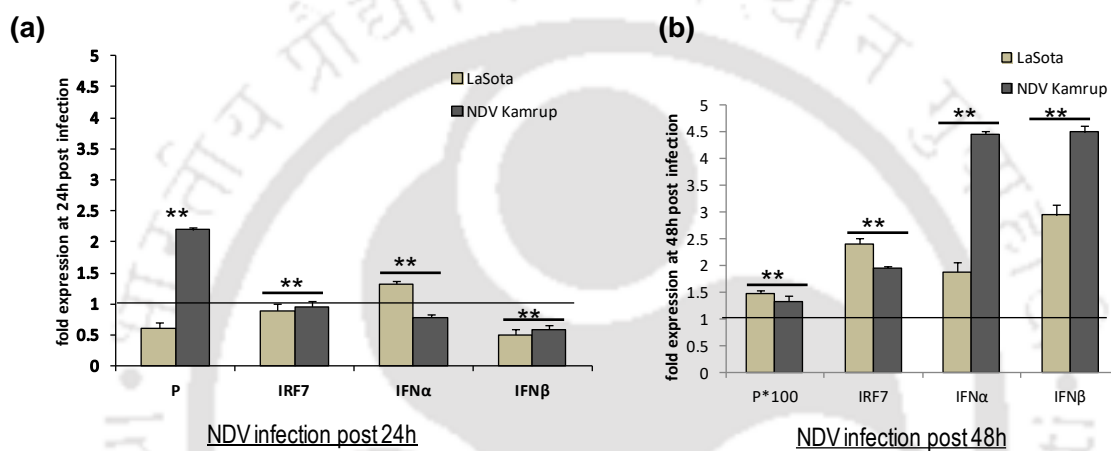 (a)
fold expression at 24h post infection
5
4.5
4
3.5
3
2.5
2
1.5
1
0.5
0
LaSota
NDV Kamrup
**
**
**
**
P IRF7 IFNα IFNβ
NDV infection post 24h
(b)
fold expression at 48h post infection
5
4.5
4
3.5
3
2.5
2
1.5
1
0.5
0
LaSota
NDV Kamrup
**
**
**
**
P*100 IRF7 IFNα IFNβ
NDV infection post 48h